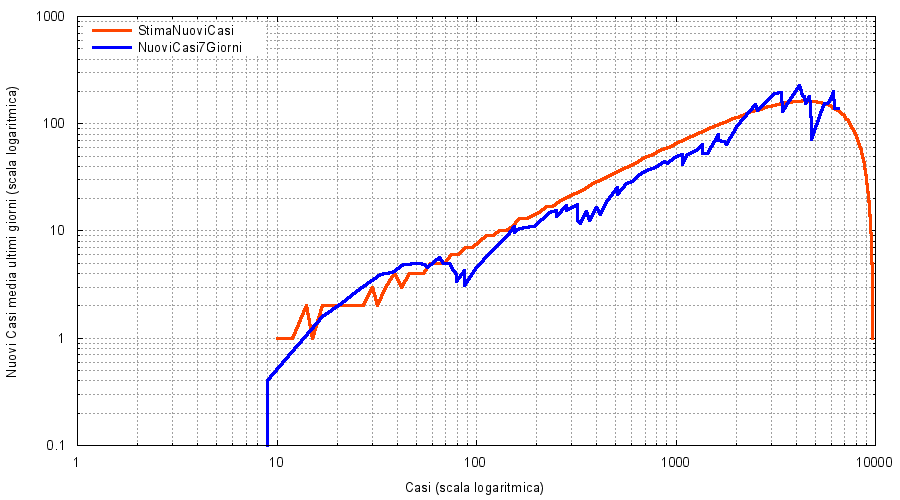 1000
StimaNuoviCasi
NuoviCasi7Giorni
100
10
1
0.1
Nuovi Casi media ultimi giorni (scala logaritmica)
1 10 100 1000 10000
Casi (scala logaritmica)